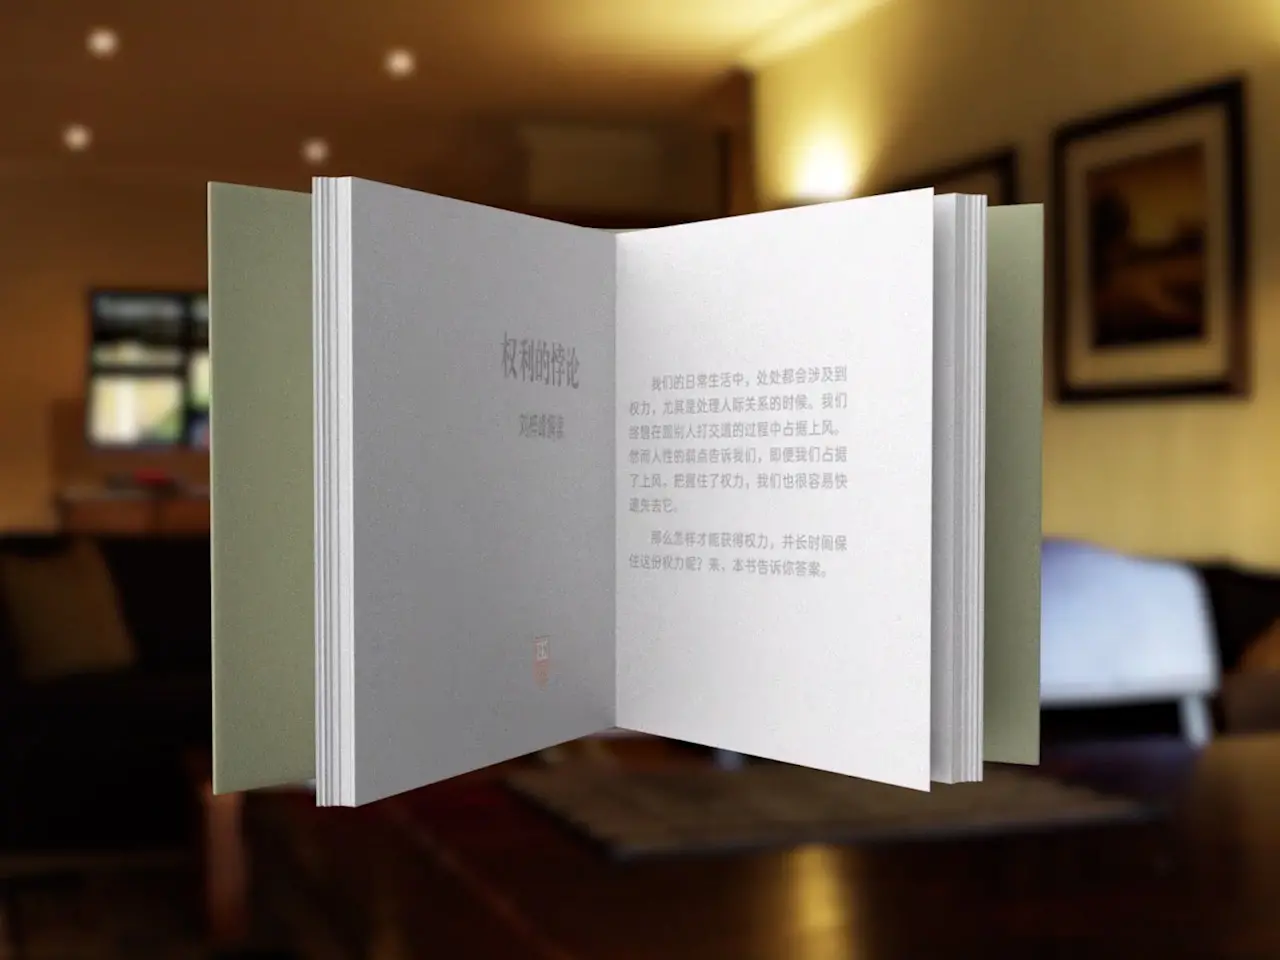 权利的悖论
我们的日常生活中，处处都会涉及到
权力，尤其是处理人际关系的时候。我们
总想在跟别人打交道的过程中占据上风。
然而人性的弱点告诉我们，即便我们占据
了上风，把握住了权力，我们也很容易快
速失去它。
那么怎样才能获得权力，并长时间保
住这份权力呢？来，本书告诉你答案。